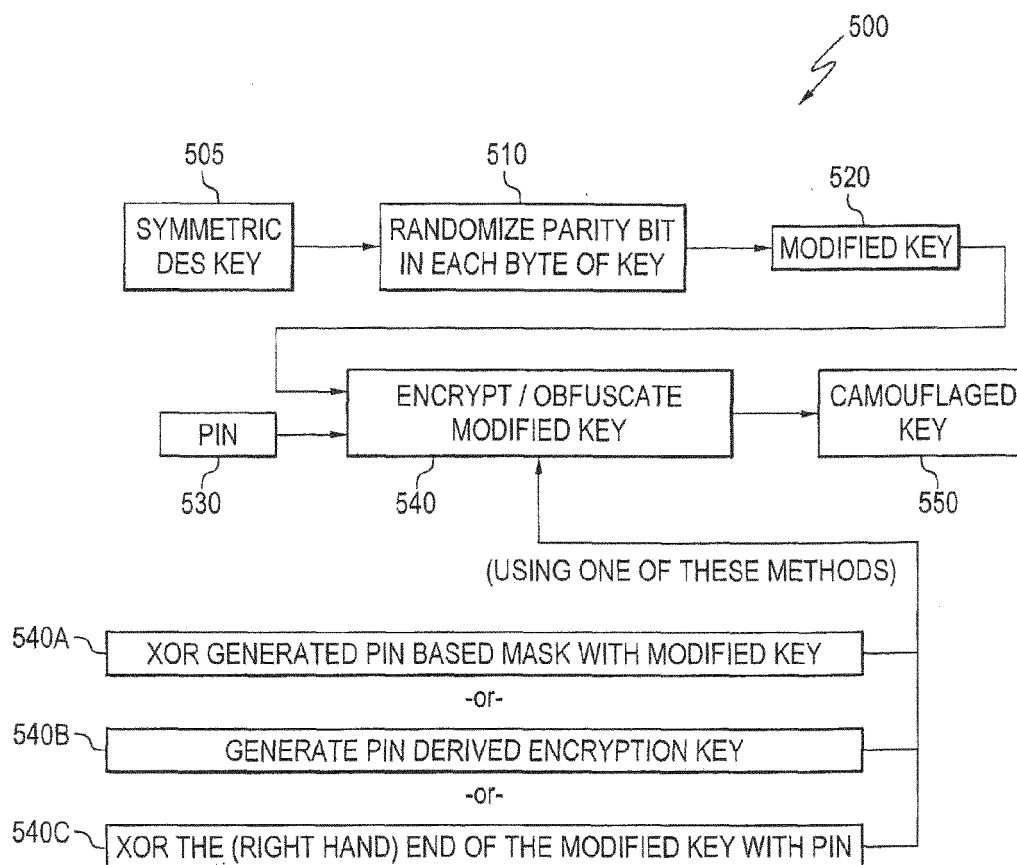 500
505
510
520
SYMMETRIC
DES KEY
RANDOMIZE PARITY BIT
IN EACH BYTE OF KEY
MODIFIED KEY
PIN
530
ENCRYPT / OBFUSCATE
MODIFIED KEY
540
CAMOUFLAGED
KEY
550
(USING ONE OF THESE METHODS)
540A
XOR GENERATED PIN BASED MASK WITH MODIFIED KEY
-or-
540B
GENERATE PIN DERIVED ENCRYPTION KEY
-or-
540C
XOR THE (RIGHT HAND) END OF THE MODIFIED KEY WITH PIN